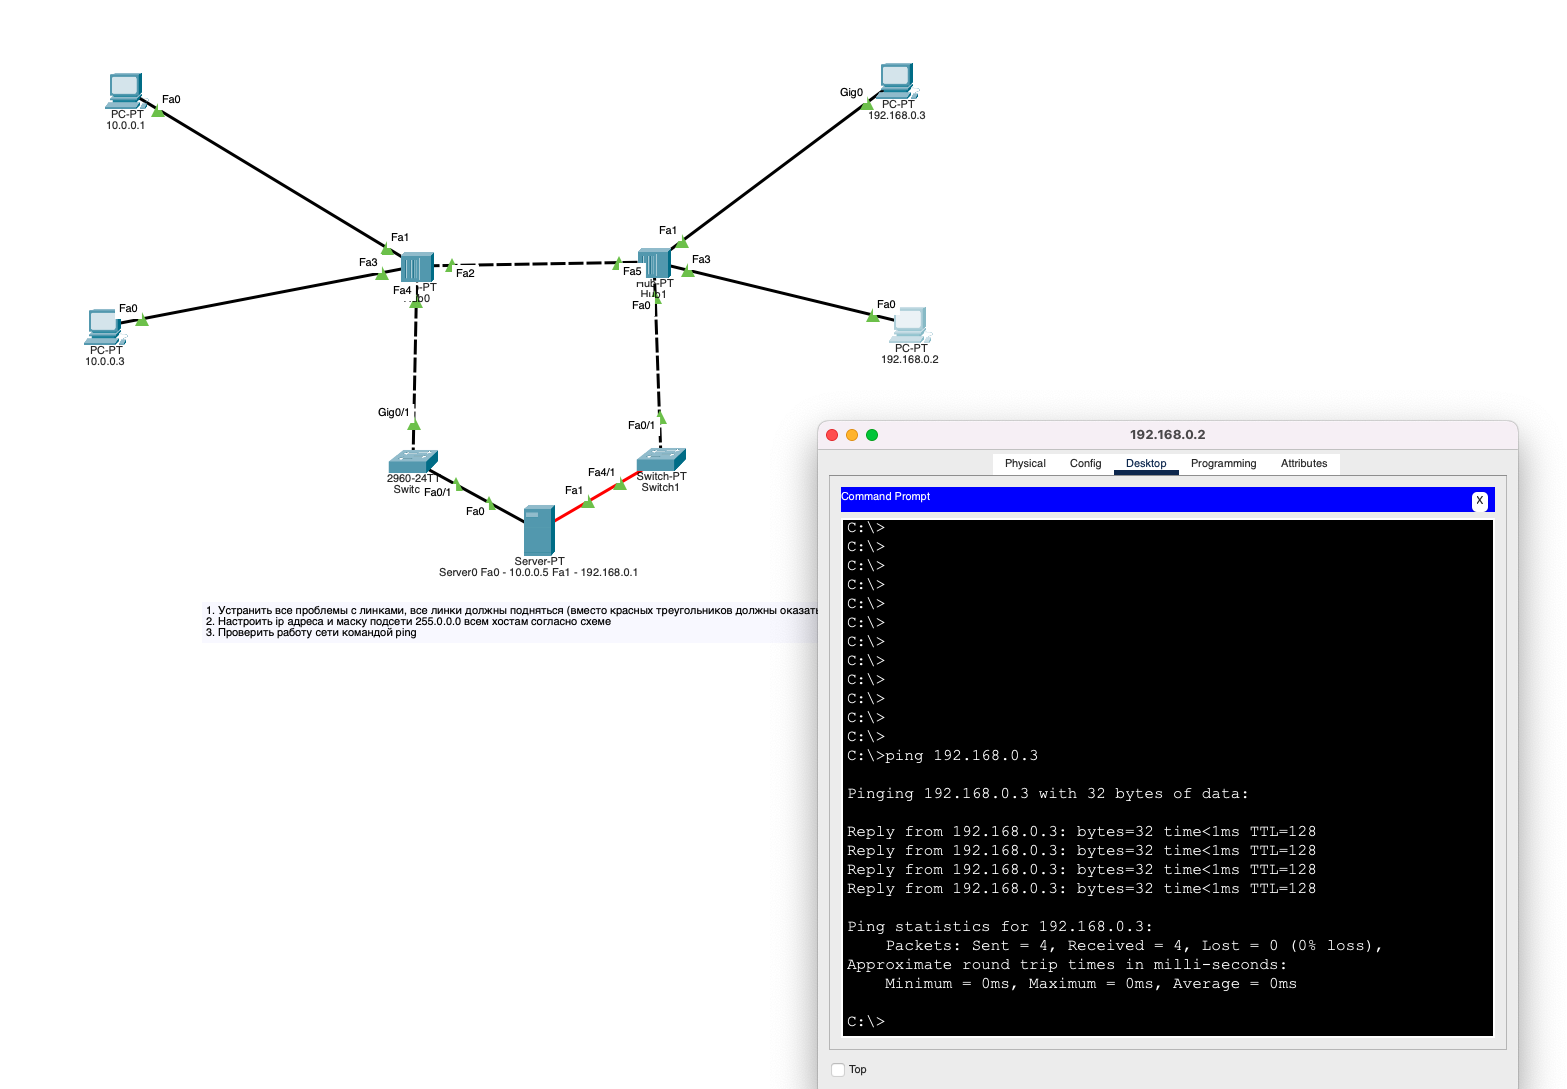 Fa0
PC-PT
10.0.0.1
Gig0
PC-PT
192.168.0.3
Fa1
Fa3
Fa2
Fa4
-PT
Fa1
Fa3
Fa5
Hub-PT
Hub1
Fa0
Fa0
PC-PT
10.0.0.3
Fa0
PC-PT
192.168.0.2
Gig0/1
Fa0/1
2960-24TT
Switc
Fa0/1
Fa0
Fa4/1
Switch-PT
Switch1
Fa1
Server-PT
Server0 Fa0 - 10.0.0.5 Fa1 - 192.168.0.1
1. Устранить все проблемы с линками, все линки должны подняться (вместо красных треугольников должны оказать
2. Настроить ip адреса и маску подсети 255.0.0.0 всем хостам согласно схеме
3. Проверить работу сети командой ping
192.168.0.2
Physical Config Desktop Programming Attributes
Command Prompt
X
C:\>
C:\>
C:\>
C:\>
C:\>
C:\>
C:\>
C:\>
C:\>
C:\>
C:\>
C:\>
C:\>ping 192.168.0.3
Pinging 192.168.0.3 with 32 bytes of data:
Reply from 192.168.0.3: bytes=32 time<1ms TTL=128
Reply from 192.168.0.3: bytes=32 time<1ms TTL=128
Reply from 192.168.0.3: bytes=32 time<1ms TTL=128
Reply from 192.168.0.3: bytes=32 time<1ms TTL=128
Ping statistics for 192.168.0.3:
Packets: Sent = 4, Received = 4, Lost = 0 (0% loss),
Approximate round trip times in milli-seconds:
Minimum = 0ms, Maximum = 0ms, Average = 0ms
C:\>
Top